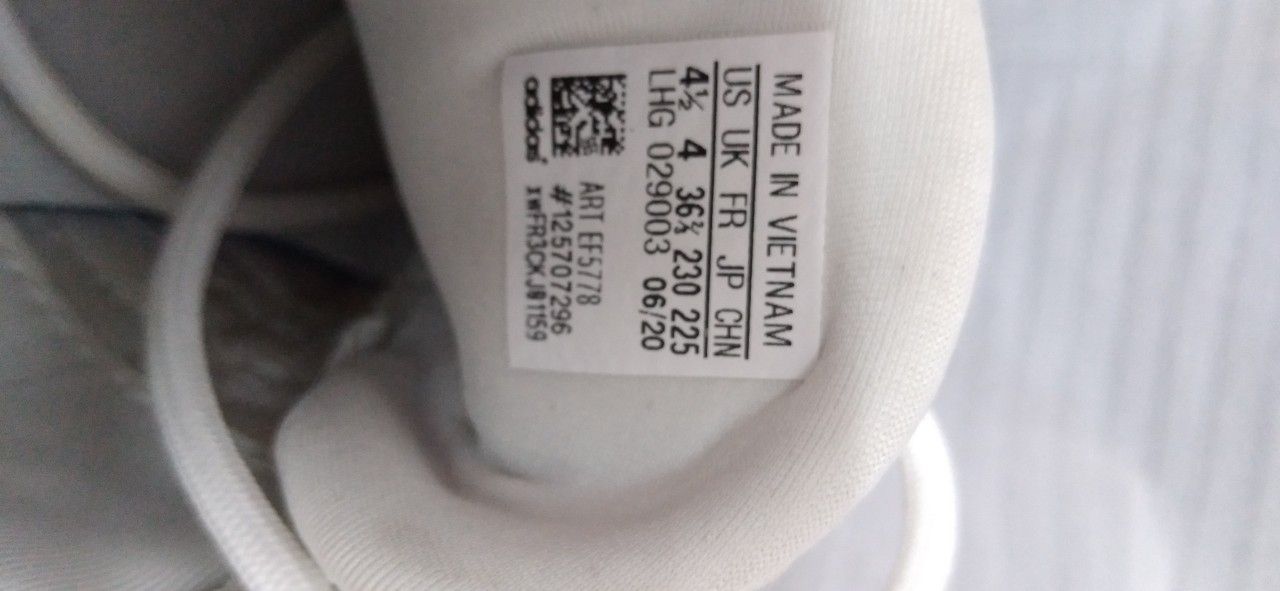 MADE IN VIETNAM
US UK FR JP CHN
4½ 4 36⅔ 230 225
LHG 029003 06/20
ART EF5778
#125707296
adidas